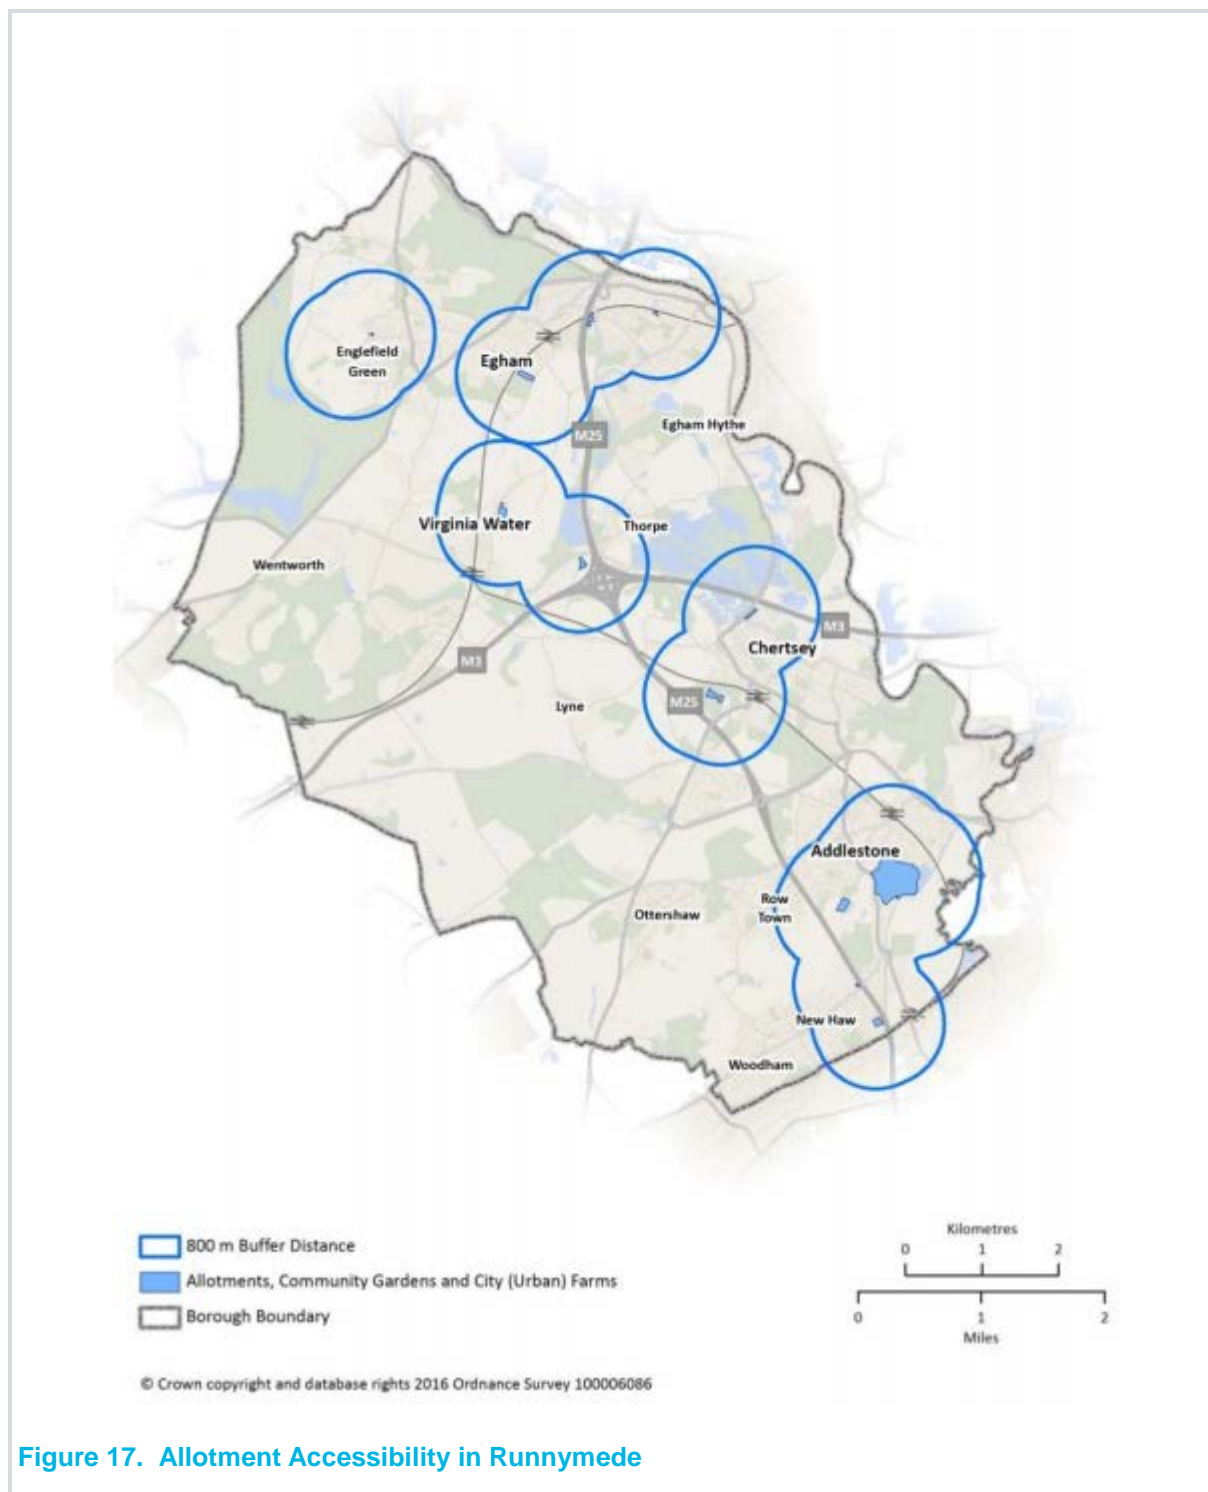 Englefield
Green
Egham
M25
Egham Hythe
Virginia Water
Thorpe
Wentworth
M3
Chertsey
M3
M25
Lyne
Addlestone
Row
Town
Ottershaw
New Haw
Woodham
800 m Buffer Distance
Allotments, Community Gardens and City (Urban) Farms
Borough Boundary
Kilometres
0 1 2
0 1 2
Miles
© Crown copyright and database rights 2016 Ordnance Survey 100006086
Figure 17. Allotment Accessibility in Runnymede